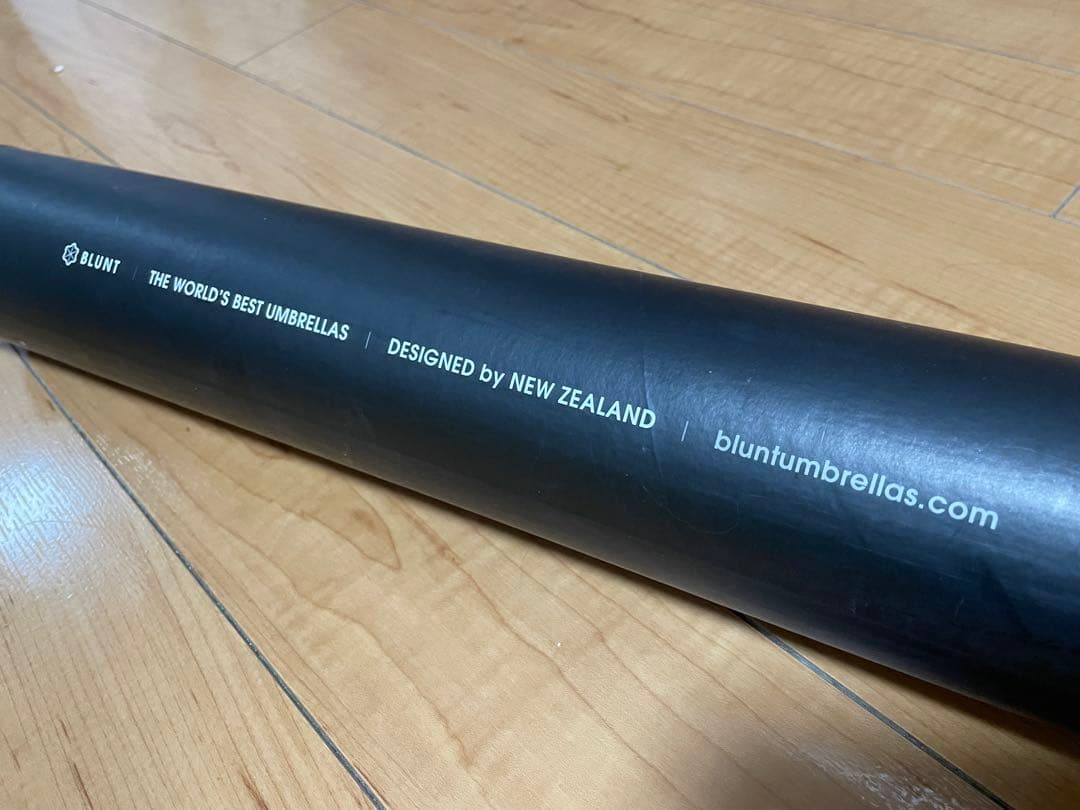 BLUNT | THE WORLD'S BEST UMBRELLAS | DESIGNED by NEW ZEALAND | bluntumbrellas.com